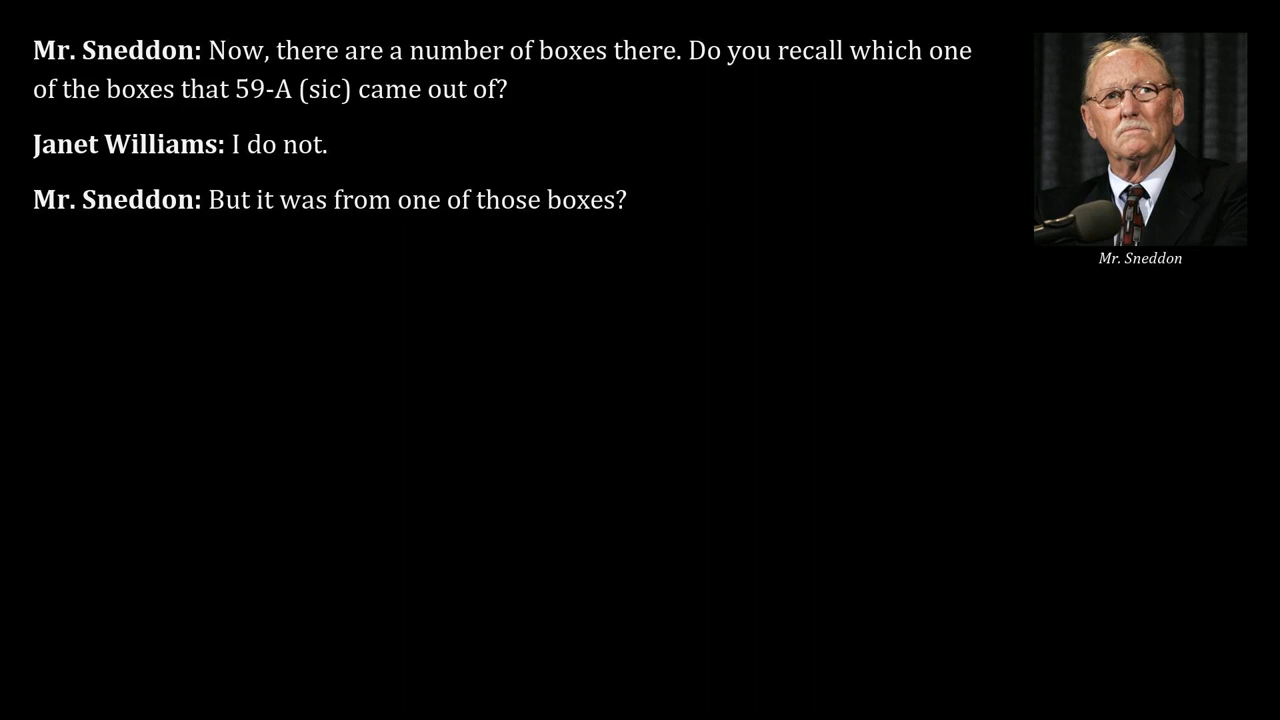 Mr. Sneddon: Now, there are a number of boxes there. Do you recall which one
of the boxes that 59-A (sic) came out of?
Janet Williams: I do not.
Mr. Sneddon: But it was from one of those boxes?
Mr. Sneddon